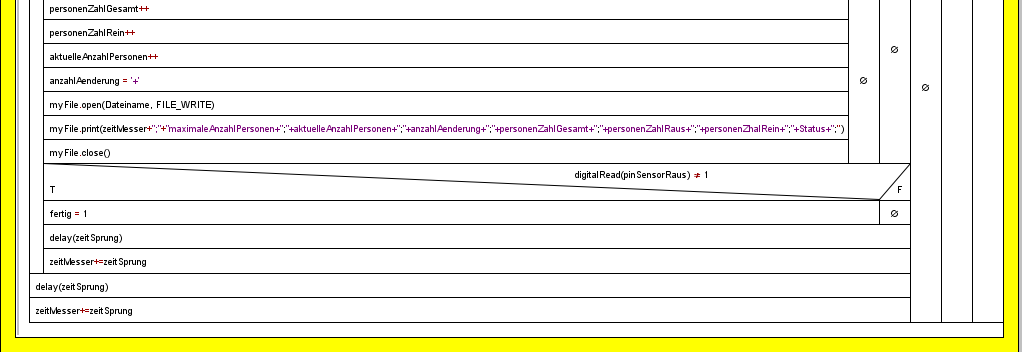 personenZahlGesamt++
personenZahlRein++
aktuelleAnzahlPersonen++
∅
anzahlAenderung = '+'
∅
∅
myFile.open(Dateiname, FILE_WRITE)
myFile.print(zeitMesser+";"+"maximaleAnzahlPersonen+";"+aktuelleAnzahlPersonen+";"+anzahlAenderung+";"+personenZahlGesamt+";"+personenZahlRaus+";"+personenZhalRein+";"+Status+";")
myFile.close()
digitalRead(pinSensorRaus) ≠ 1
T
F
fertig = 1
∅
delay(zeitSprung)
zeitMesser+=zeitSprung
delay(zeitSprung)
zeitMesser+=zeitSprung